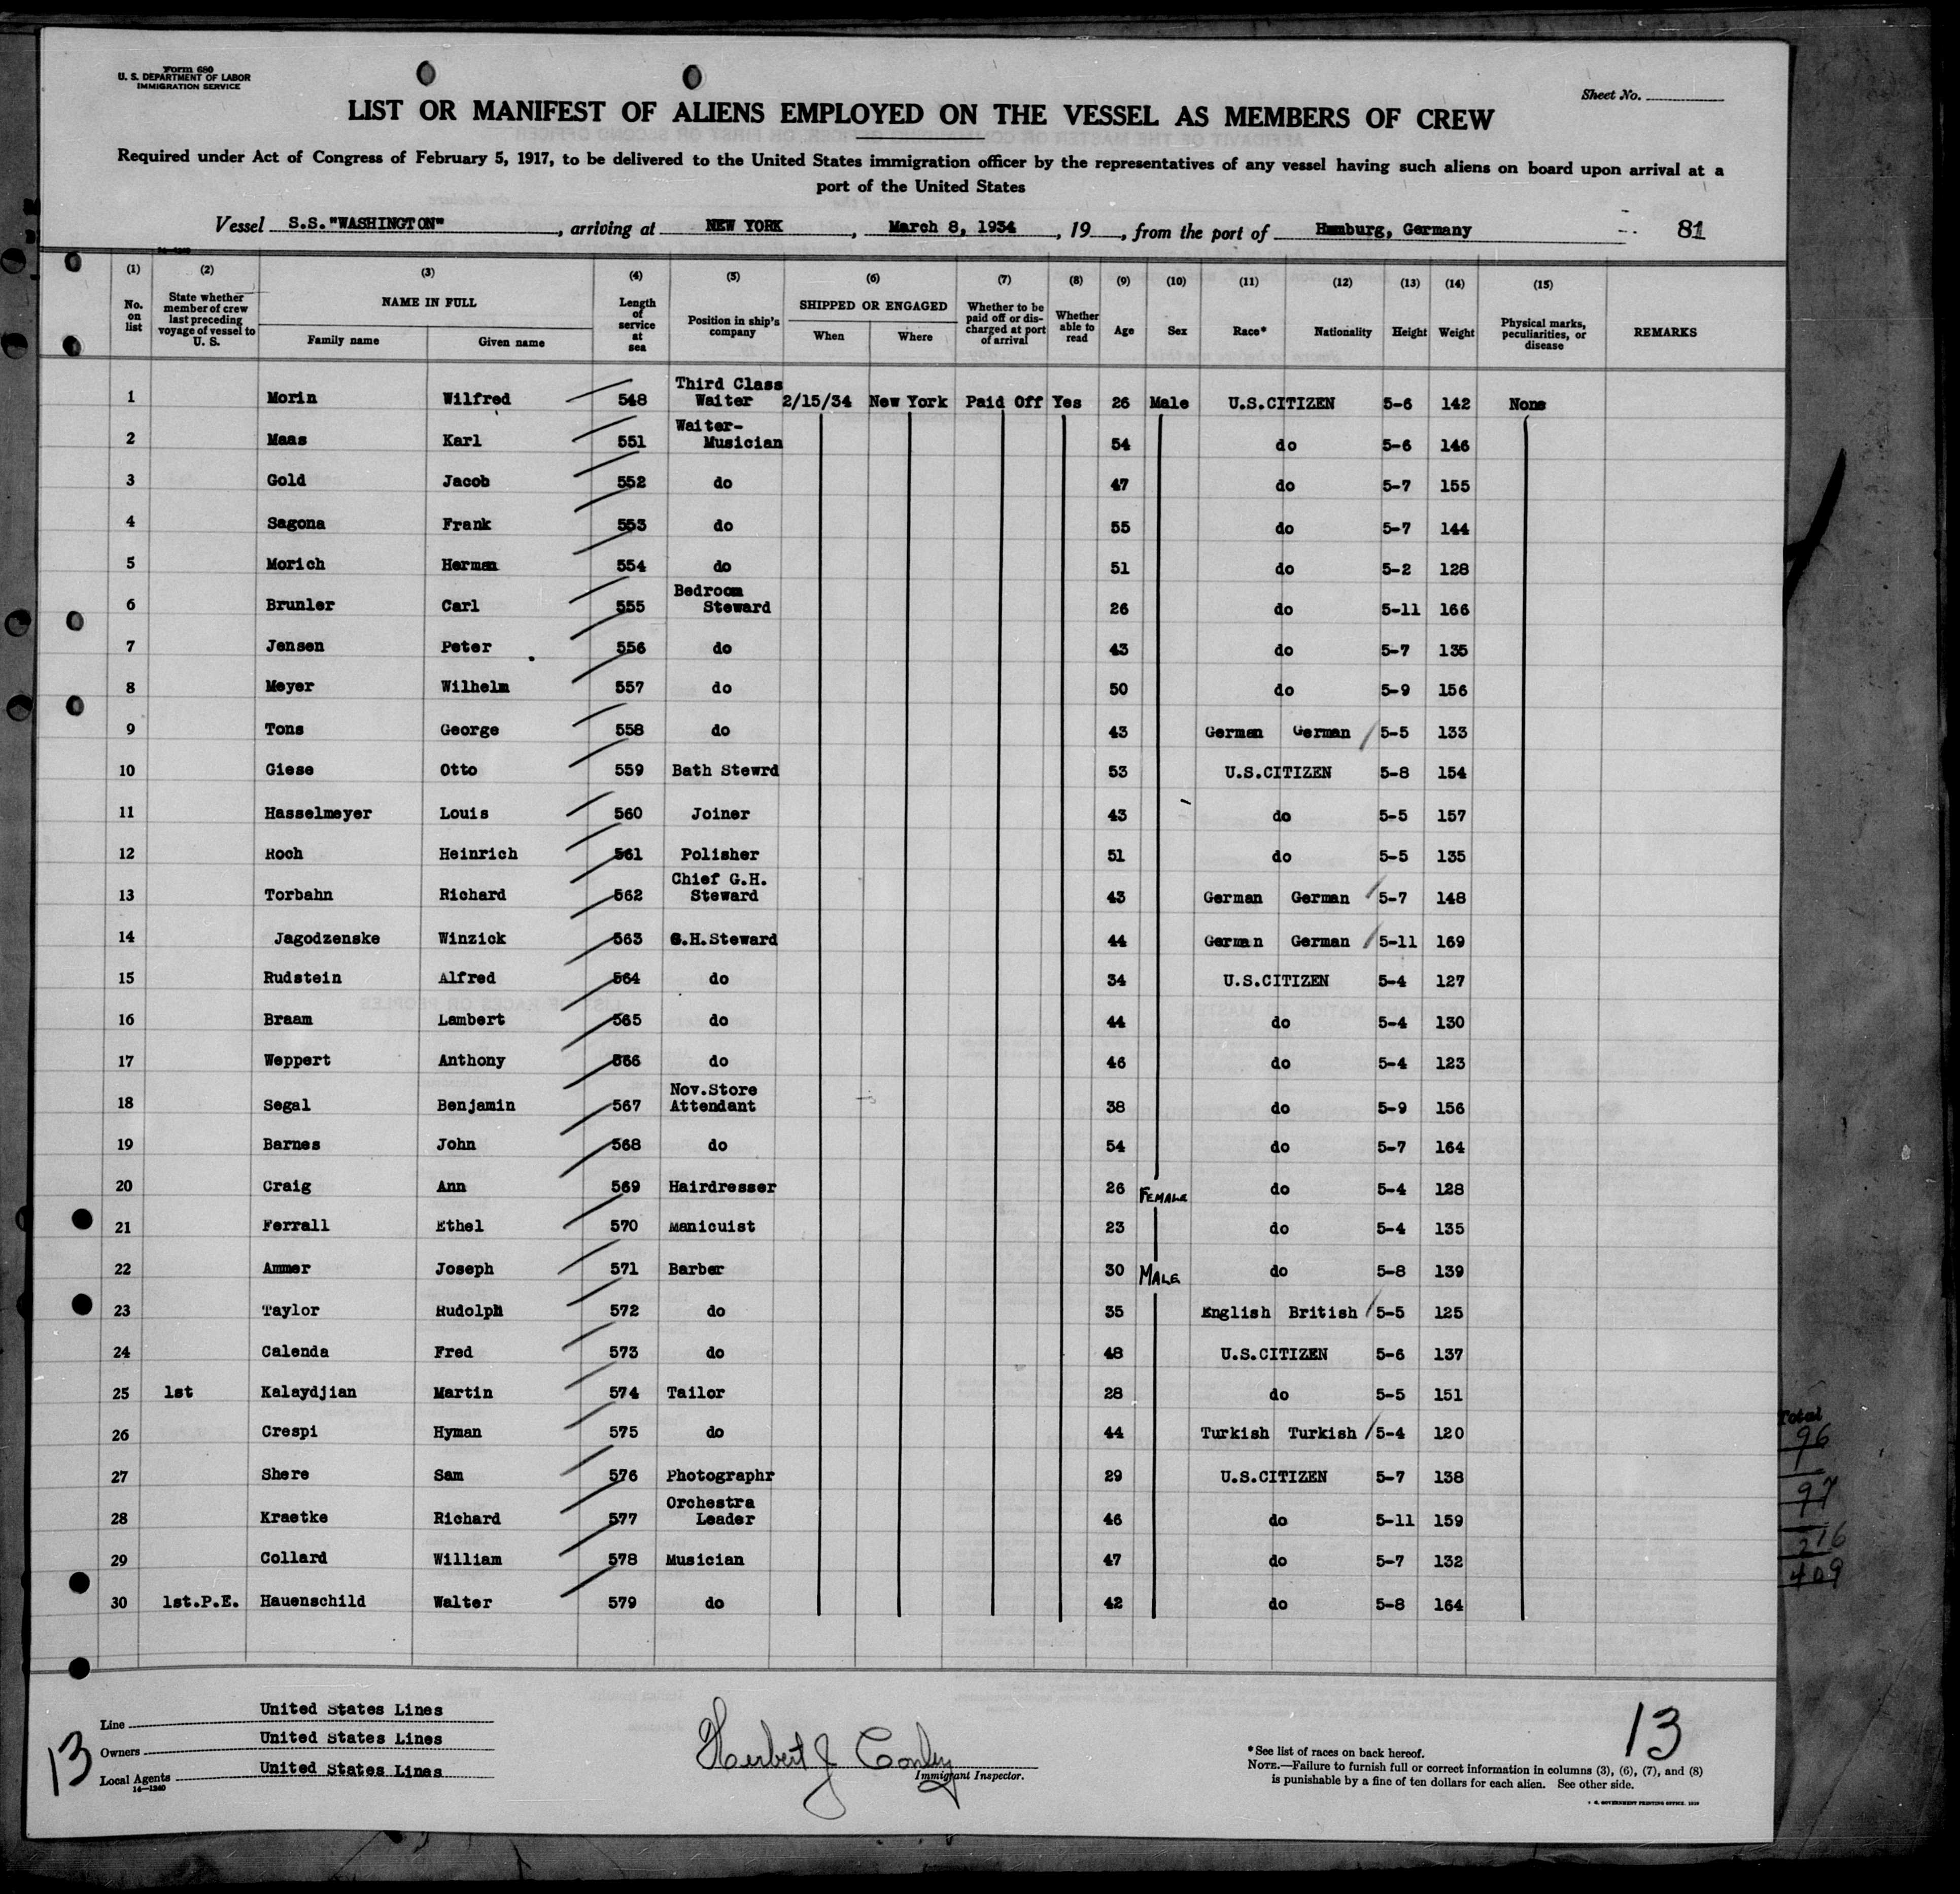 Form 680
U. S. DEPARTMENT OF LABOR
IMMIGRATION SERVICE
Sheet No.
LIST OR MANIFEST OF ALIENS EMPLOYED ON THE VESSEL AS MEMBERS OF CREW
Required under Act of Congress of February 5, 1917, to be delivered to the United States immigration officer by the representatives of any vessel having such aliens on board upon arrival at a
port of the United States
Vessel S.S."WASHINGTON", arriving at NEW YORK, March 8, 1934, 19, from the port of Hamburg, Germany 81
(1) (2) (3) (4) (5) (6) (7) (8) (9) (10) (11) (12) (13) (14) (15)
No. on list State whether member of crew last preceding voyage of vessel to U. S. NAME IN FULL Family name Given name Length of service at sea Position in ship's company SHIPPED OR ENGAGED When Where Whether to be paid off or discharged at port of arrival Whether able to read Age Sex Race* Nationality Height Weight Physical marks, peculiarities, or disease REMARKS
1 Morin Wilfred 548 Third Class Waiter 2/15/34 New York Paid Off Yes 26 Male U.S.CITIZEN 5-6 142 None
2 Maas Karl 551 Waiter-Musician 54 do 5-6 146
3 Gold Jacob 552 do 47 do 5-7 155
4 Sagona Frank 553 do 55 do 5-7 144
5 Morich Herman 554 do 51 do 5-2 128
6 Brunler Carl 555 Bedroom Steward 26 do 5-11 166
7 Jensen Peter 556 do 43 do 5-7 135
8 Meyer Wilhelm 557 do 50 do 5-9 156
9 Tons George 558 do 43 German German 5-5 133
10 Giese Otto 559 Bath Stewrd 53 U.S.CITIZEN 5-8 154
11 Hasselmeyer Louis 560 Joiner 43 do 5-5 157
12 Roch Heinrich 561 Polisher 51 do 5-5 135
13 Torbahn Richard 562 Chief G.H. Steward 43 German German 5-7 148
14 Jagodzenske Winzick 563 G.H.Steward 44 German German 5-11 169
15 Rudstein Alfred 564 do 34 U.S.CITIZEN 5-4 127
16 Braam Lambert 565 do 44 do 5-4 130
17 Weppert Anthony 566 do 46 do 5-4 123
18 Segal Benjamin 567 Nov.Store Attendant 38 do 5-9 156
19 Barnes John 568 do 54 do 5-7 164
20 Craig Ann 569 Hairdresser 26 FEMALE do 5-4 128
21 Ferrall Ethel 570 Manicuist 23 do 5-4 135
22 Ammer Joseph 571 Barber 30 MALE do 5-8 139
23 Taylor Rudolph 572 do 35 English British 5-5 125
24 Calenda Fred 573 do 48 U.S.CITIZEN 5-6 137
25 1st Kalaydjian Martin 574 Tailor 28 do 5-5 151
26 Crespi Hyman 575 do 44 Turkish Turkish 5-4 120
27 Shere Sam 576 Photographr 29 U.S.CITIZEN 5-7 138
28 Kraetke Richard 577 Orchestra Leader 46 do 5-11 159
29 Collard William 578 Musician 47 do 5-7 132
30 1st.P.E. Hauenschild Walter 579 do 42 do 5-8 164
Total
96
97
216
409
Line United States Lines
Owners United States Lines
Local Agents United States Lines
14—1240
13
Herbert J Conley
Immigrant Inspector.
13
*See list of races on back hereof.
NOTE.—Failure to furnish full or correct information in columns (3), (6), (7), and (8)
is punishable by a fine of ten dollars for each alien. See other side.